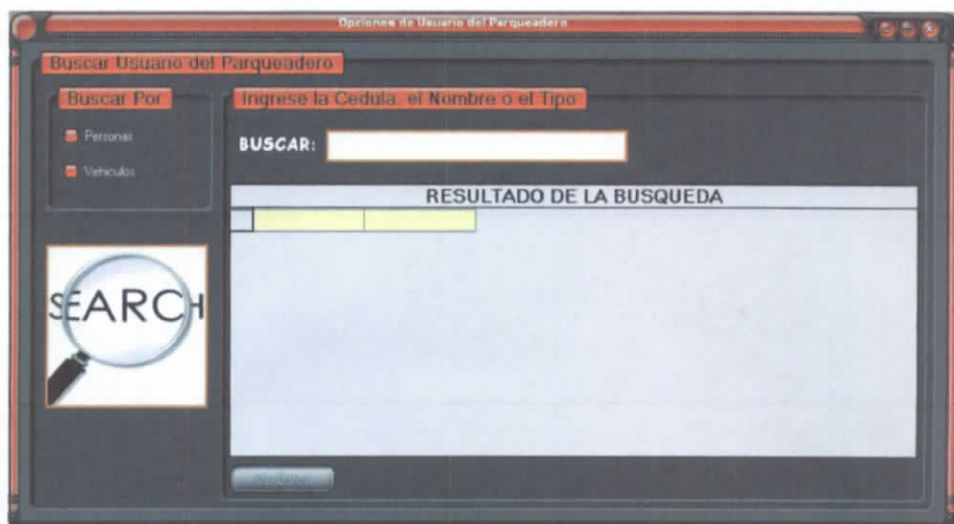 Opciones de Usuario del Parqueadero
Buscar Usuario del Parqueadero
Buscar Por
Personas
Vehiculos
Ingrese la Cedula, el Nombre o el Tipo
BUSCAR:
RESULTADO DE LA BUSQUEDA
SEARCH